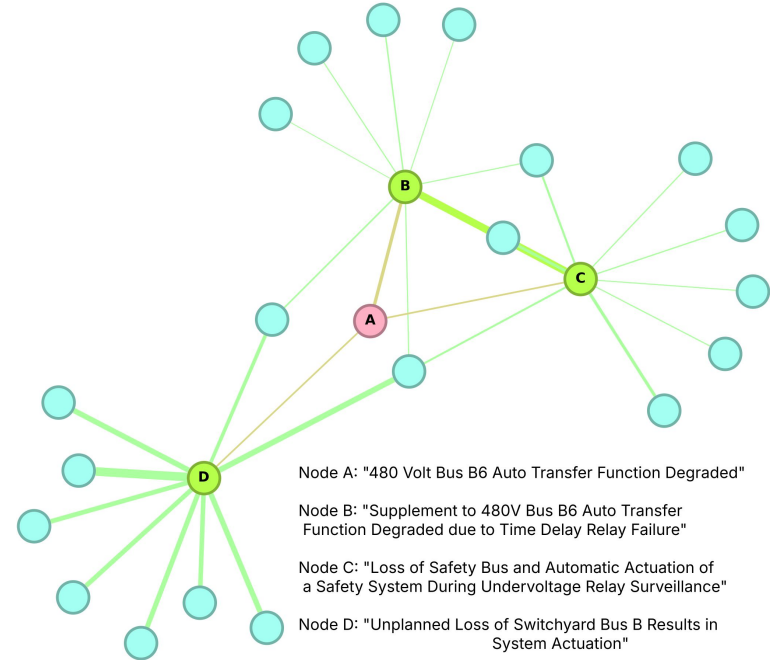 B
C
A
D
Node A: "480 Volt Bus B6 Auto Transfer Function Degraded"
Node B: "Supplement to 480V Bus B6 Auto Transfer
Function Degraded due to Time Delay Relay Failure"
Node C: "Loss of Safety Bus and Automatic Actuation of
a Safety System During Undervoltage Relay Surveillance"
Node D: "Unplanned Loss of Switchyard Bus B Results in
System Actuation"